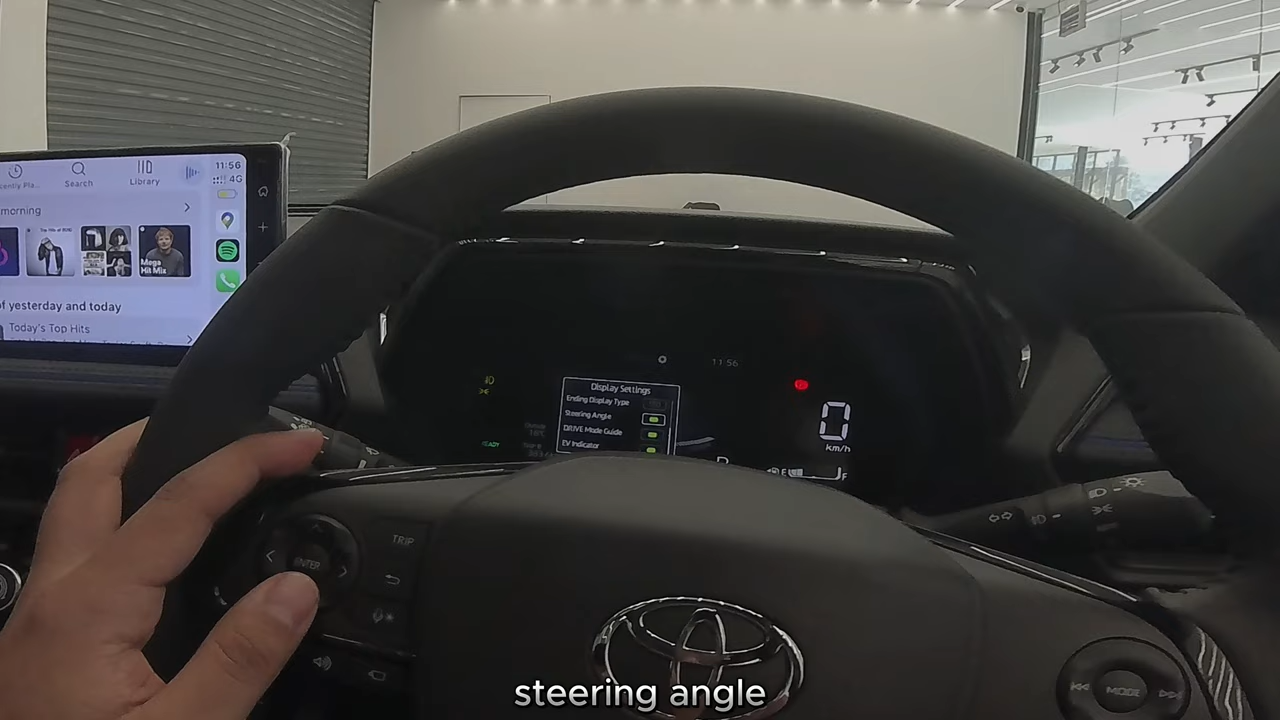 Search
Library
11:56
4G
morning
Mega
Hit Mix
of yesterday and today
Today's Top Hits
11:56
Display Settings
Ending Display Type
Steering Angle
DRIVE Mode Guide
EV Indicator
READY
0
km/h
E
F
TRIP
ENTER
MODE
steering angle